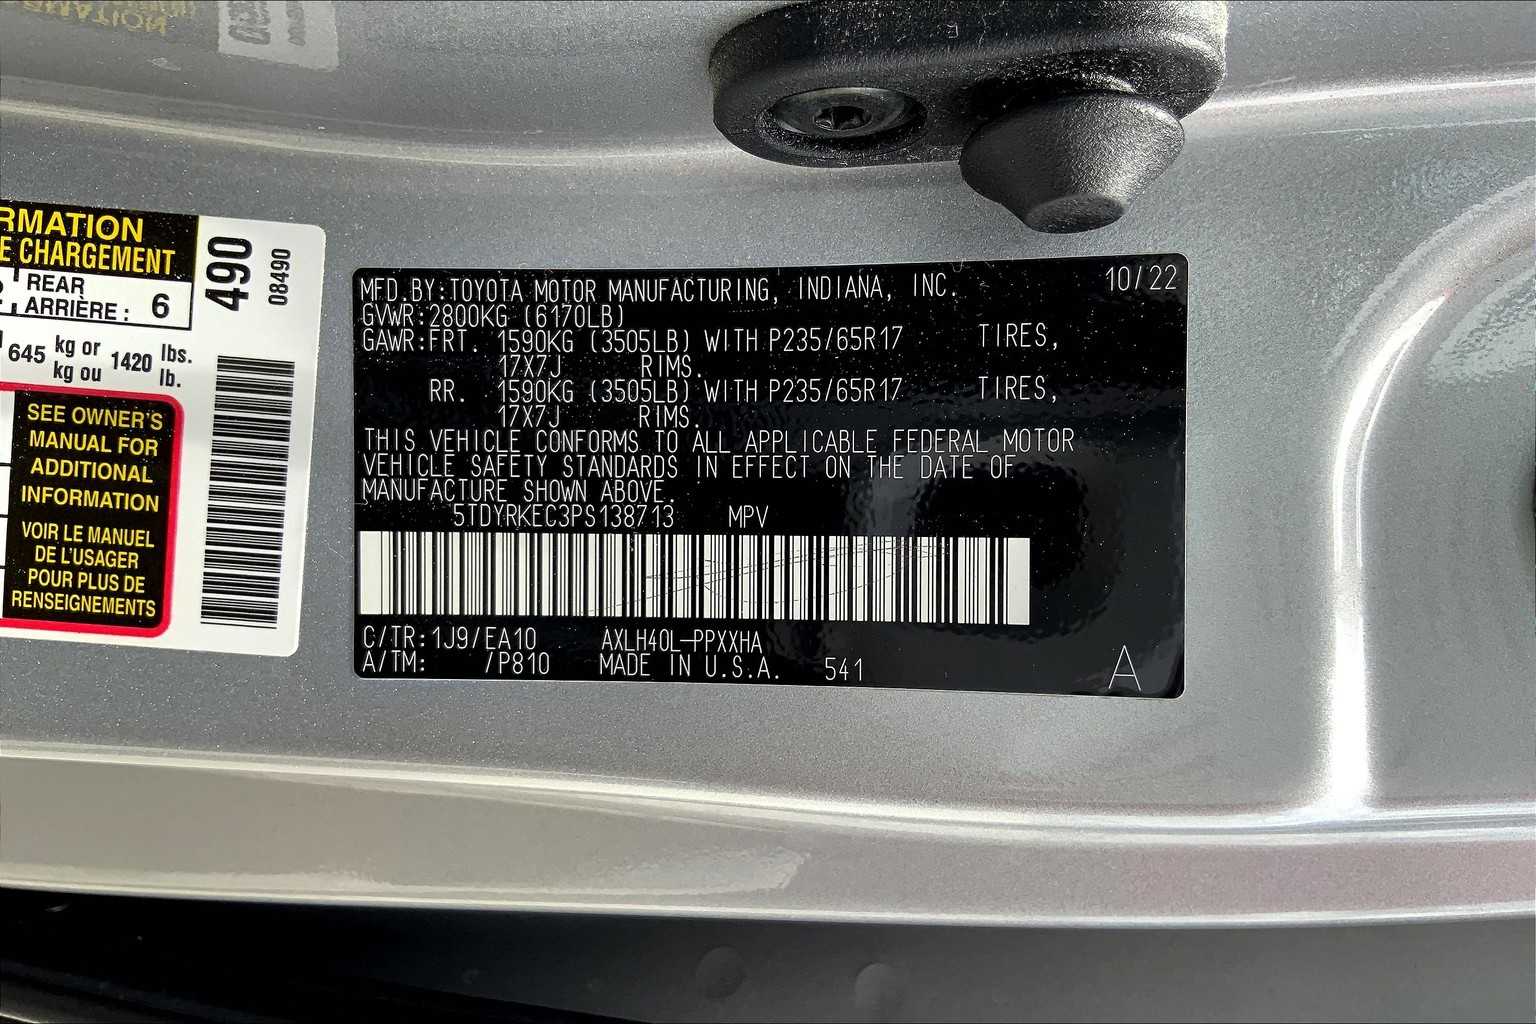 RMATION
E CHARGEMENT
REAR
ARRIÈRE : 6
645 kg or 1420 lbs.
kg ou lb.
SEE OWNER'S
MANUAL FOR
ADDITIONAL
INFORMATION
VOIR LE MANUEL
DE L'USAGER
POUR PLUS DE
RENSEIGNEMENTS
490
08490
MFD.BY:TOYOTA MOTOR MANUFACTURING, INDIANA, INC. 10/22
GVWR:2800KG (6170LB)
GAWR:FRT. 1590KG (3505LB) WITH P235/65R17 TIRES,
17X7J RIMS.
RR. 1590KG (3505LB) WITH P235/65R17 TIRES,
17X7J RIMS.
THIS VEHICLE CONFORMS TO ALL APPLICABLE FEDERAL MOTOR
VEHICLE SAFETY STANDARDS IN EFFECT ON THE DATE OF
MANUFACTURE SHOWN ABOVE.
5TDYRKEC3PS138713 MPV
C/TR:1J9/EA10 AXLH40L-PPXXHA
A/TM: /P810 MADE IN U.S.A. 541
A